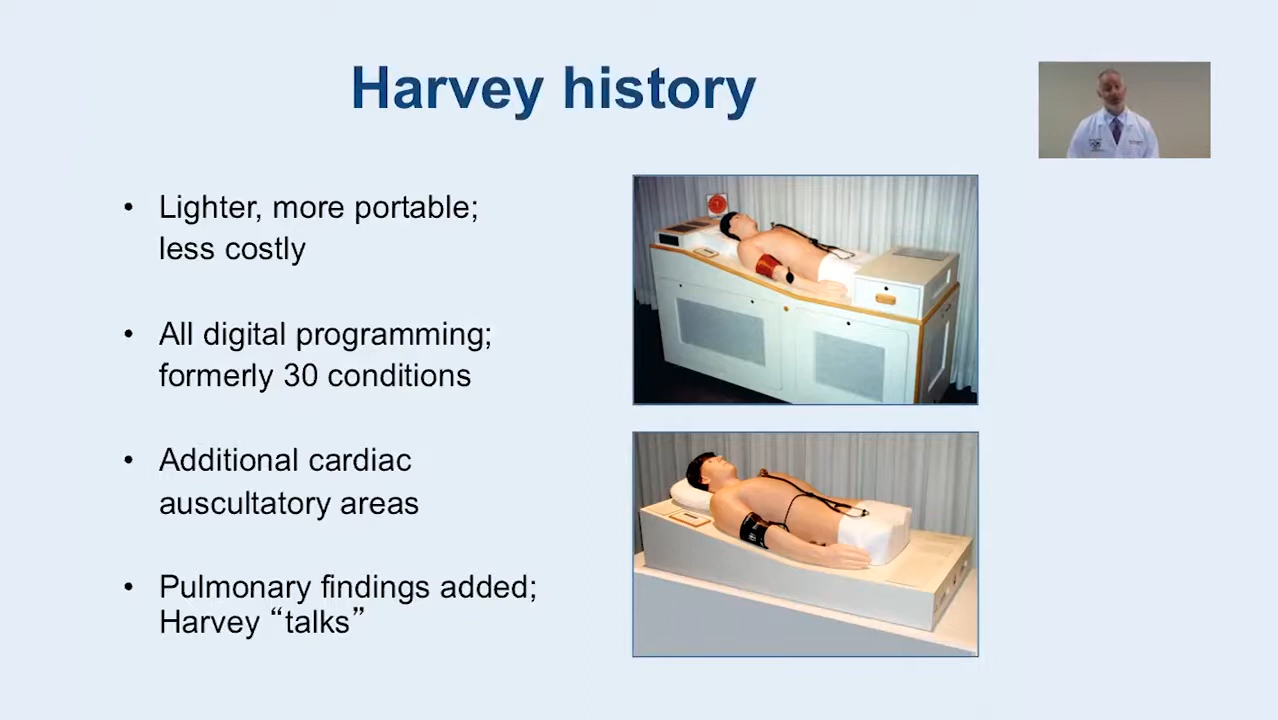 Harvey history
• Lighter, more portable;
less costly
• All digital programming;
formerly 30 conditions
• Additional cardiac
auscultatory areas
• Pulmonary findings added;
Harvey “talks”